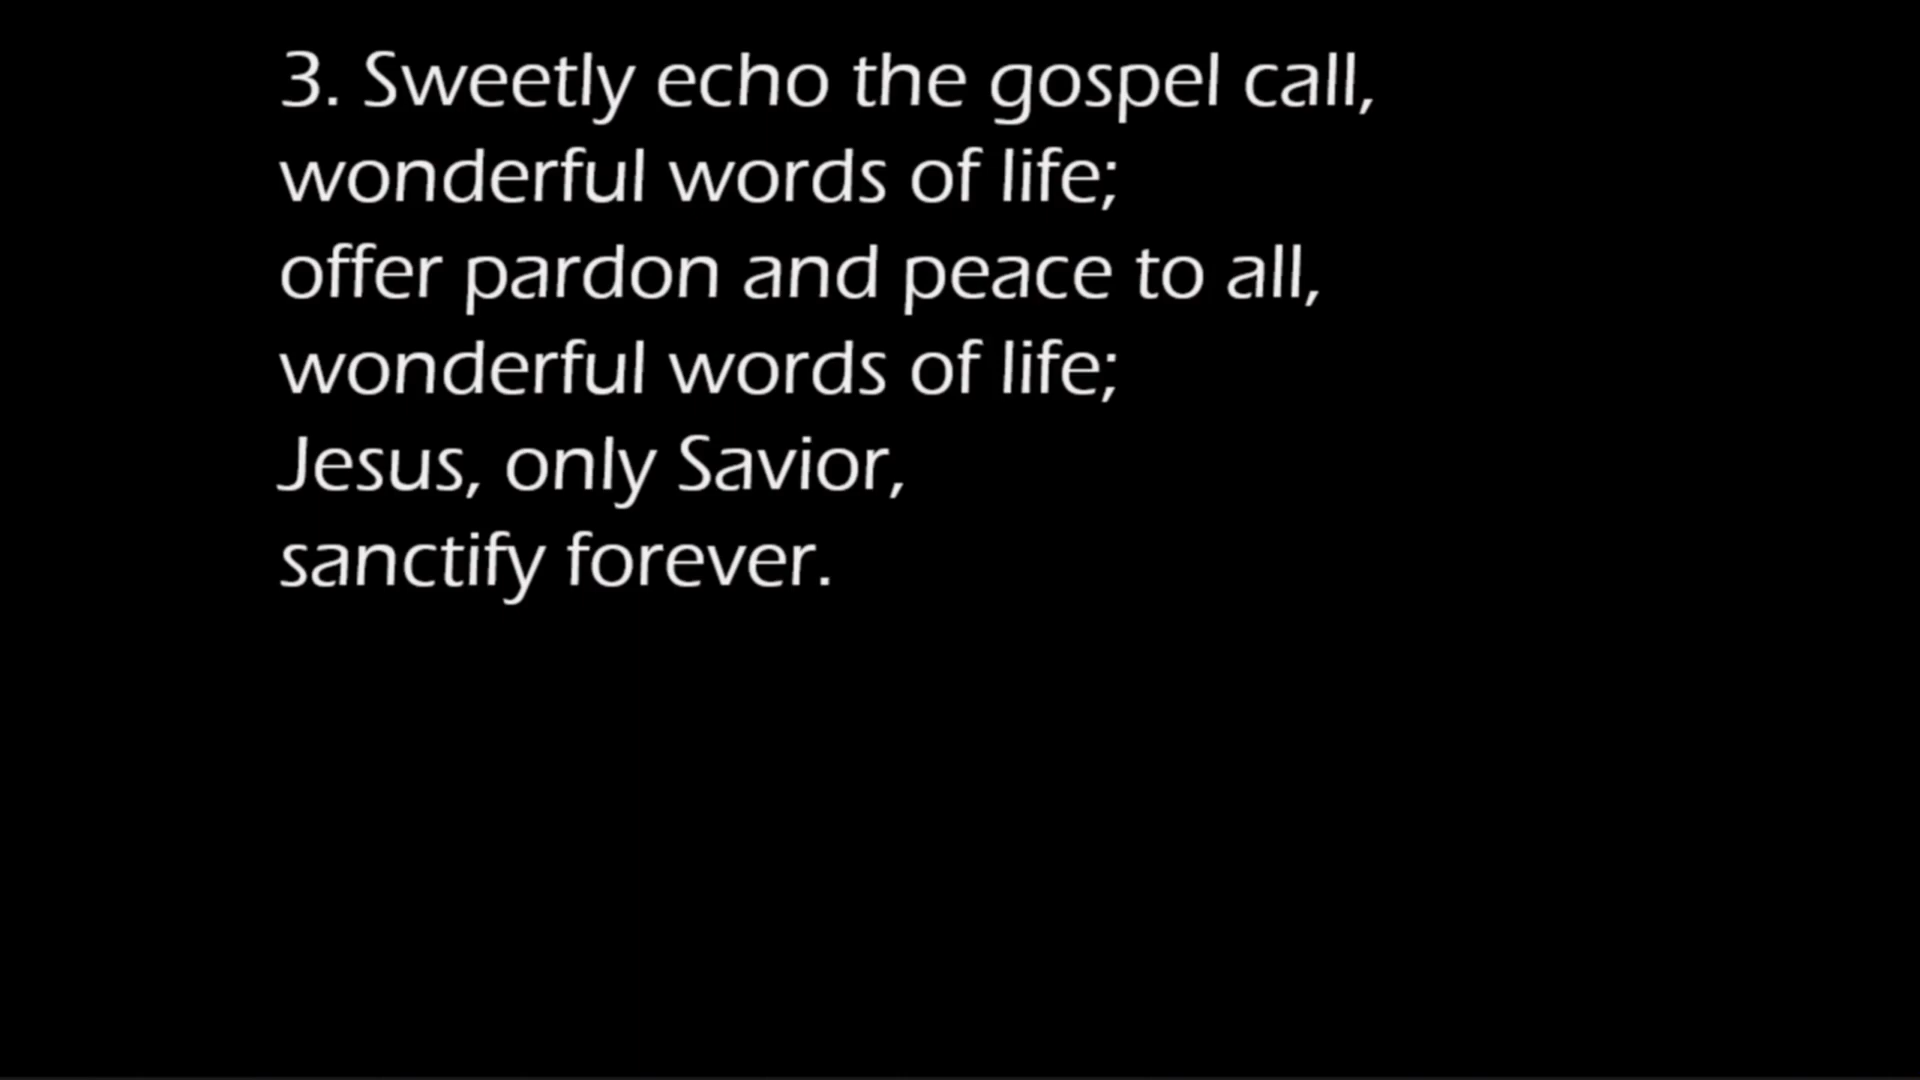 3. Sweetly echo the gospel call,
wonderful words of life;
offer pardon and peace to all,
wonderful words of life;
Jesus, only Savior,
sanctify forever.